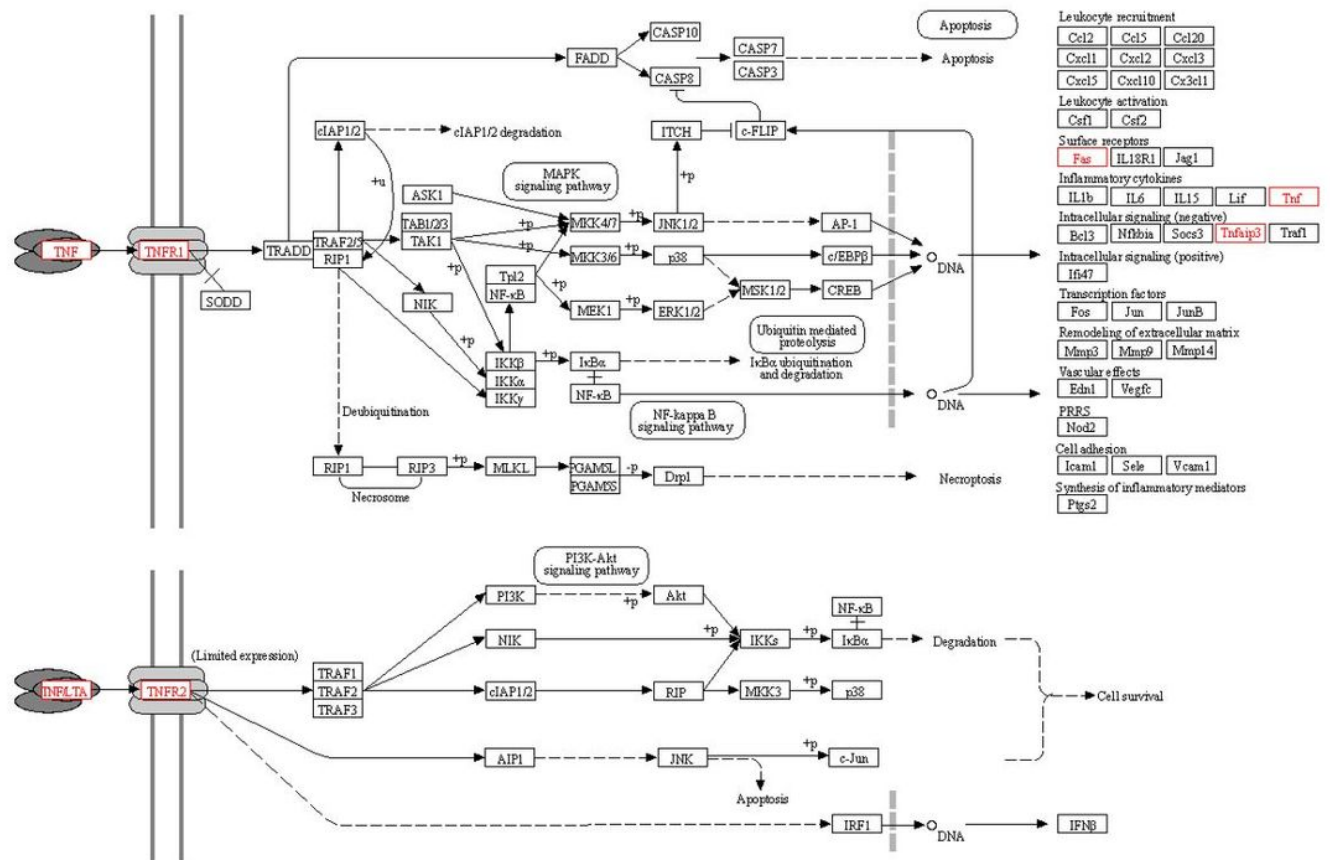 Apoptosis
CASP10
FADD
CASP7
CASP3
Apoptosis
CASP8
cIAP1/2
cIAP1/2 degradation
ITCH
c-FLIP
+u
+p
MAPK
signaling pathway
ASK1
TAB1/2/3
TAK1
+p
+p
+p
MKK4/7
+p
JNK1/2
AP-1
TNF
TNFR1
SODD
TRADD
TRAF2/5
RIP1
MKK3/6
+p
p38
c/EBPβ
DNA
Tpl2
NF-κB
NIK
+p
MEK1
+p
ERK1/2
MSK1/2
CREB
Ubiquitin mediated
proteolysis
IKKβ
IKKα
IKKγ
+p
IκBα
IκBα ubiquitination
and degradation
NF-κB
DNA
NF-kappa B
signaling pathway
Deubiquitination
RIP1
RIP3
+p
MLKL
PGAM5L
PGAM5S
-p
Drp1
Necroptosis
Necrosome
Leukocyte recruitment
Ccl2 Ccl5 Ccl20
Cxcl1 Cxcl2 Cxcl3
Cxcl5 Cxcl10 Cx3cl1
Leukocyte activation
Csf1 Csf2
Surface receptors
Fas IL18R1 Jag1
Inflammatory cytokines
IL1b IL6 IL15 Lif Tnf
Intracellular signaling (negative)
Bcl3 Nfkbia Socs3 Tnfaip3 Traf1
Intracellular signaling (positive)
Ifi47
Transcription factors
Fos Jun JunB
Remodeling of extracellular matrix
Mmp3 Mmp9 Mmp14
Vascular effects
Edn1 Vegfc
PRRS
Nod2
Cell adhesion
Icam1 Sele Vcam1
Synthesis of inflammatory mediators
Ptgs2
PI3K-Akt
signaling pathway
PI3K
+p
Akt
NF-κB
NIK
+p
IKKs
+p
IκBα
Degradation
(Limited expression)
TNF/LTA
TNFR2
TRAF1
TRAF2
TRAF3
cIAP1/2
RIP
MKK3
+p
p38
Cell survival
AIP1
JNK
+p
c-Jun
Apoptosis
IRF1
DNA
IFNβ